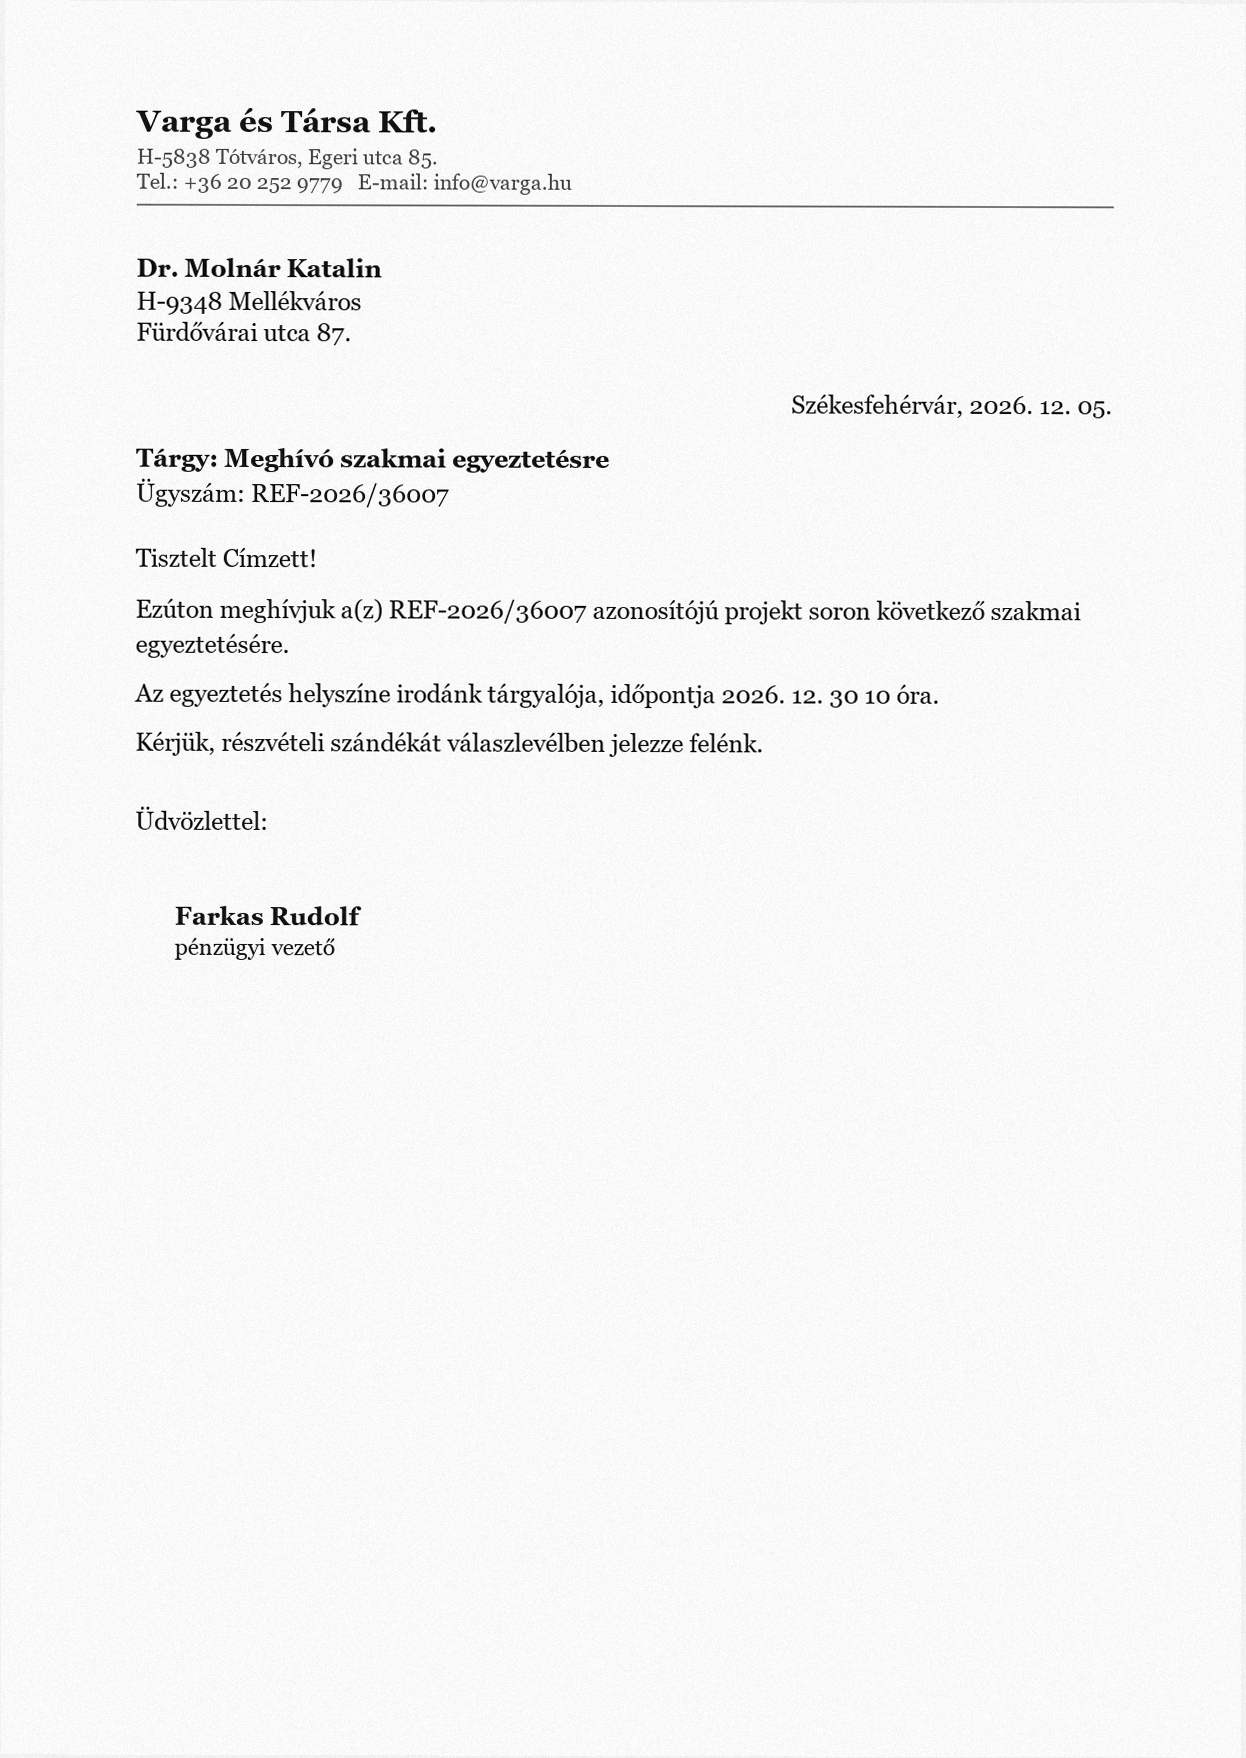 Varga és Társa Kft.
H-5838 Tótváros, Egeri utca 85.
Tel.: +36 20 252 9779 E-mail: info@varga.hu
Dr. Molnár Katalin
H-9348 Mellékváros
Fürdővárai utca 87.
Székesfehérvár, 2026. 12. 05.
Tárgy: Meghívó szakmai egyeztetésre
Ügyszám: REF-2026/36007
Tisztelt Címzett!
Ezúton meghívjuk a(z) REF-2026/36007 azonosítójú projekt soron következő szakmai
egyeztetésére.
Az egyeztetés helyszíne irodánk tárgyalója, időpontja 2026. 12. 30 10 óra.
Kérjük, részvételi szándékát válaszlevélben jelezze felénk.
Üdvözlettel:
Farkas Rudolf
pénzügyi vezető